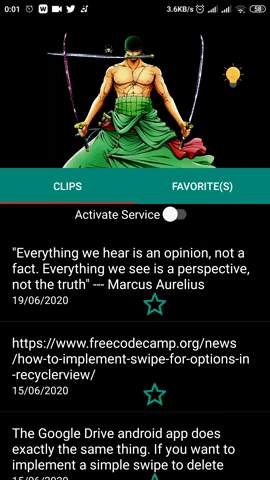 0:01
3.6KB/s
58
CLIPS
FAVORITE(S)
Activate Service
"Everything we hear is an opinion, not a
fact. Everything we see is a perspective,
not the truth" --- Marcus Aurelius
19/06/2020
https://www.freecodecamp.org/news
/how-to-implement-swipe-for-options-in
-recyclerview/
15/06/2020
The Google Drive android app does
exactly the same thing. If you want to
implement a simple swipe to delete
15/06/2020